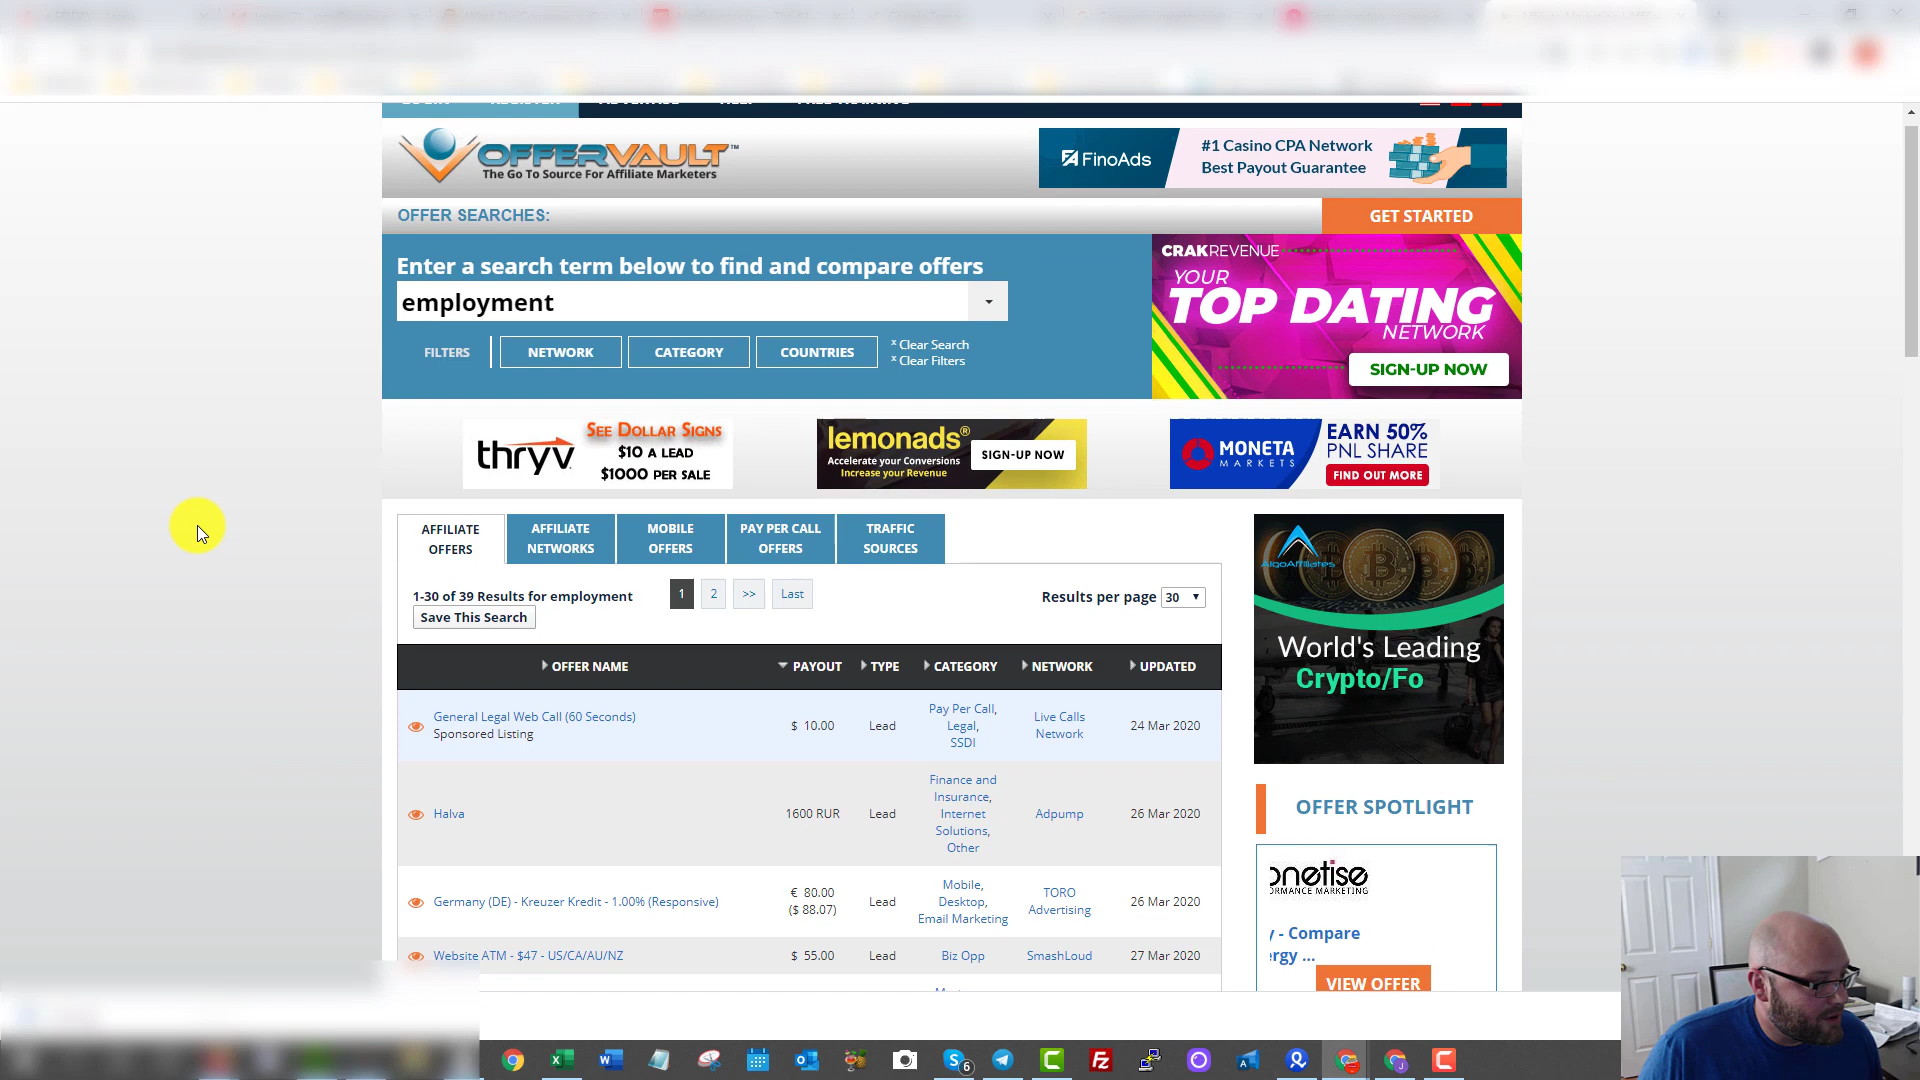 OFFERVAULT™
The Go To Source For Affiliate Marketers
FinoAds
#1 Casino CPA Network
Best Payout Guarantee
OFFER SEARCHES:
GET STARTED
Enter a search term below to find and compare offers
employment
FILTERS
NETWORK
CATEGORY
COUNTRIES
x Clear Search
x Clear Filters
CRAKREVENUE
YOUR
TOP DATING
NETWORK
SIGN-UP NOW
thryv
SEE DOLLAR SIGNS
$10 A LEAD
$1000 PER SALE
lemonads®
Accelerate your Conversions
Increase your Revenue
SIGN-UP NOW
MONETA
MARKETS
EARN 50%
PNL SHARE
FIND OUT MORE
AFFILIATE
OFFERS
AFFILIATE
NETWORKS
MOBILE
OFFERS
PAY PER CALL
OFFERS
TRAFFIC
SOURCES
1-30 of 39 Results for employment
1 2 >> Last
Results per page 30
Save This Search
OFFER NAME PAYOUT TYPE CATEGORY NETWORK UPDATED
General Legal Web Call (60 Seconds)
Sponsored Listing
$ 10.00
Lead
Pay Per Call,
Legal,
SSDI
Live Calls
Network
24 Mar 2020
Halva
1600 RUR
Lead
Finance and
Insurance,
Internet
Solutions,
Other
Adpump
26 Mar 2020
Germany (DE) - Kreuzer Kredit - 1.00% (Responsive)
€ 80.00
($ 88.07)
Lead
Mobile,
Desktop,
Email Marketing
TORO
Advertising
26 Mar 2020
Website ATM - $47 - US/CA/AU/NZ
$ 55.00
Lead
Biz Opp
SmashLoud
27 Mar 2020
AlgoAffiliates
World's Leading
Crypto/Fo
OFFER SPOTLIGHT
onetise
ORMANCE MARKETING
y - Compare
ergy ...
VIEW OFFER
6